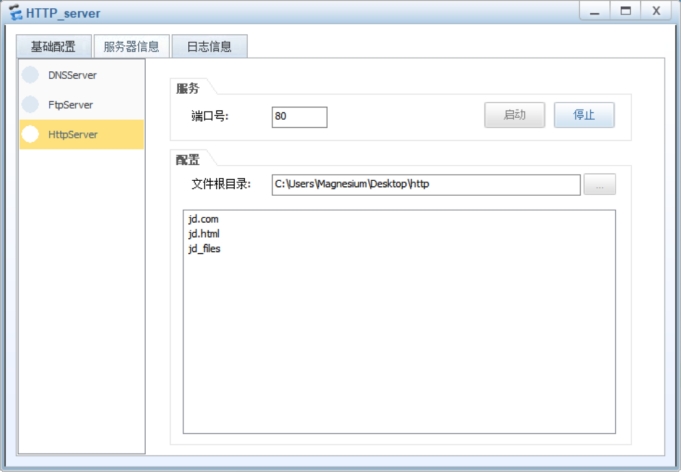 HTTP_server
基础配置 服务器信息 日志信息
DNSServer
FtpServer
HttpServer
服务
端口号: 80 启动 停止
配置
文件根目录: C:\Users\Magnesium\Desktop\http ...
jd.com
jd.html
jd_files